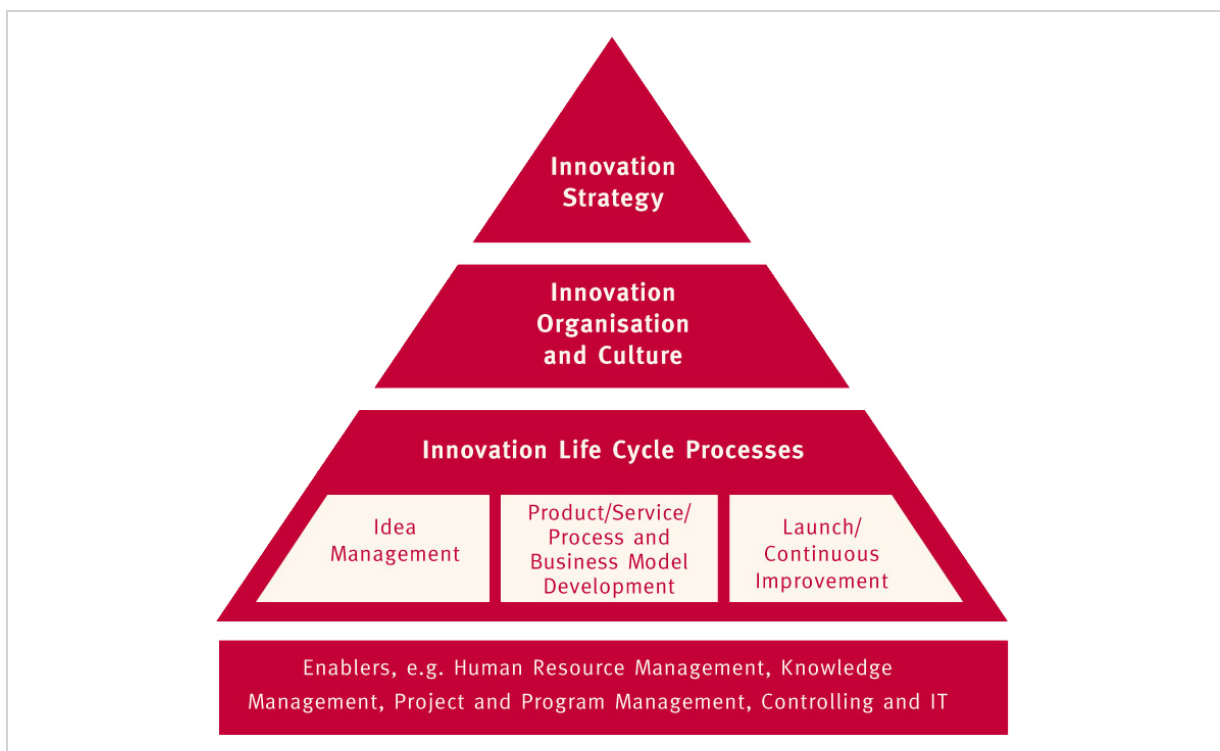 Innovation
Strategy
Innovation
Organisation
and Culture
Innovation Life Cycle Processes
Idea
Management
Product/Service/
Process and
Business Model
Development
Launch/
Continuous
Improvement
Enablers, e.g. Human Resource Management, Knowledge
Management, Project and Program Management, Controlling and IT